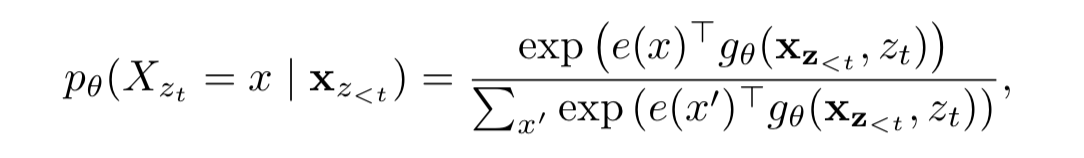 p_θ(X_{z_t} = x | 𝐱_{z_{<t}}) = exp (e(x)^⊤ g_θ(𝐱_{𝐳_{<t}}, z_t)) / ∑_{x′} exp (e(x′)^⊤ g_θ(𝐱_{𝐳_{<t}}, z_t)),